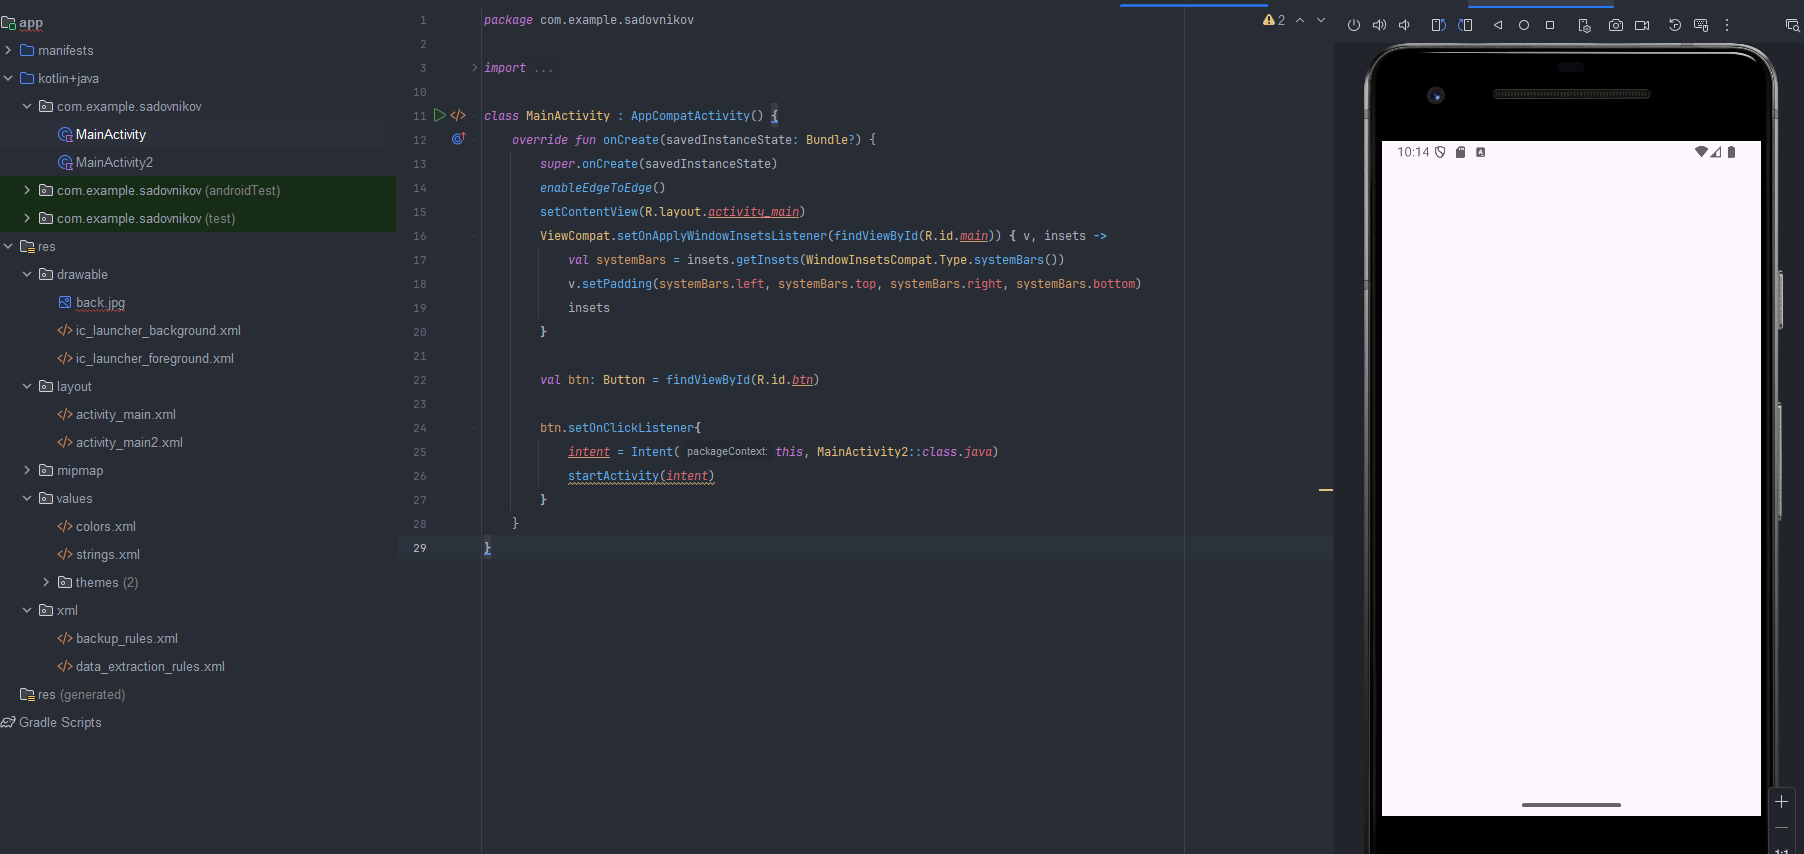 app
manifests
kotlin+java
com.example.sadovnikov
MainActivity
MainActivity2
com.example.sadovnikov (androidTest)
com.example.sadovnikov (test)
res
drawable
back.jpg
ic_launcher_background.xml
ic_launcher_foreground.xml
layout
activity_main.xml
activity_main2.xml
mipmap
values
colors.xml
strings.xml
themes (2)
xml
backup_rules.xml
data_extraction_rules.xml
res (generated)
Gradle Scripts
1 package com.example.sadovnikov
2
3 import ...
10
11 class MainActivity : AppCompatActivity() {
12 override fun onCreate(savedInstanceState: Bundle?) {
13 super.onCreate(savedInstanceState)
14 enableEdgeToEdge()
15 setContentView(R.layout.activity_main)
16 ViewCompat.setOnApplyWindowInsetsListener(findViewById(R.id.main)) { v, insets ->
17 val systemBars = insets.getInsets(WindowInsetsCompat.Type.systemBars())
18 v.setPadding(systemBars.left, systemBars.top, systemBars.right, systemBars.bottom)
19 insets
20 }
21
22 val btn: Button = findViewById(R.id.btn)
23
24 btn.setOnClickListener{
25 intent = Intent( packageContext: this, MainActivity2::class.java)
26 startActivity(intent)
27 }
28 }
29 }
2
10:14
A